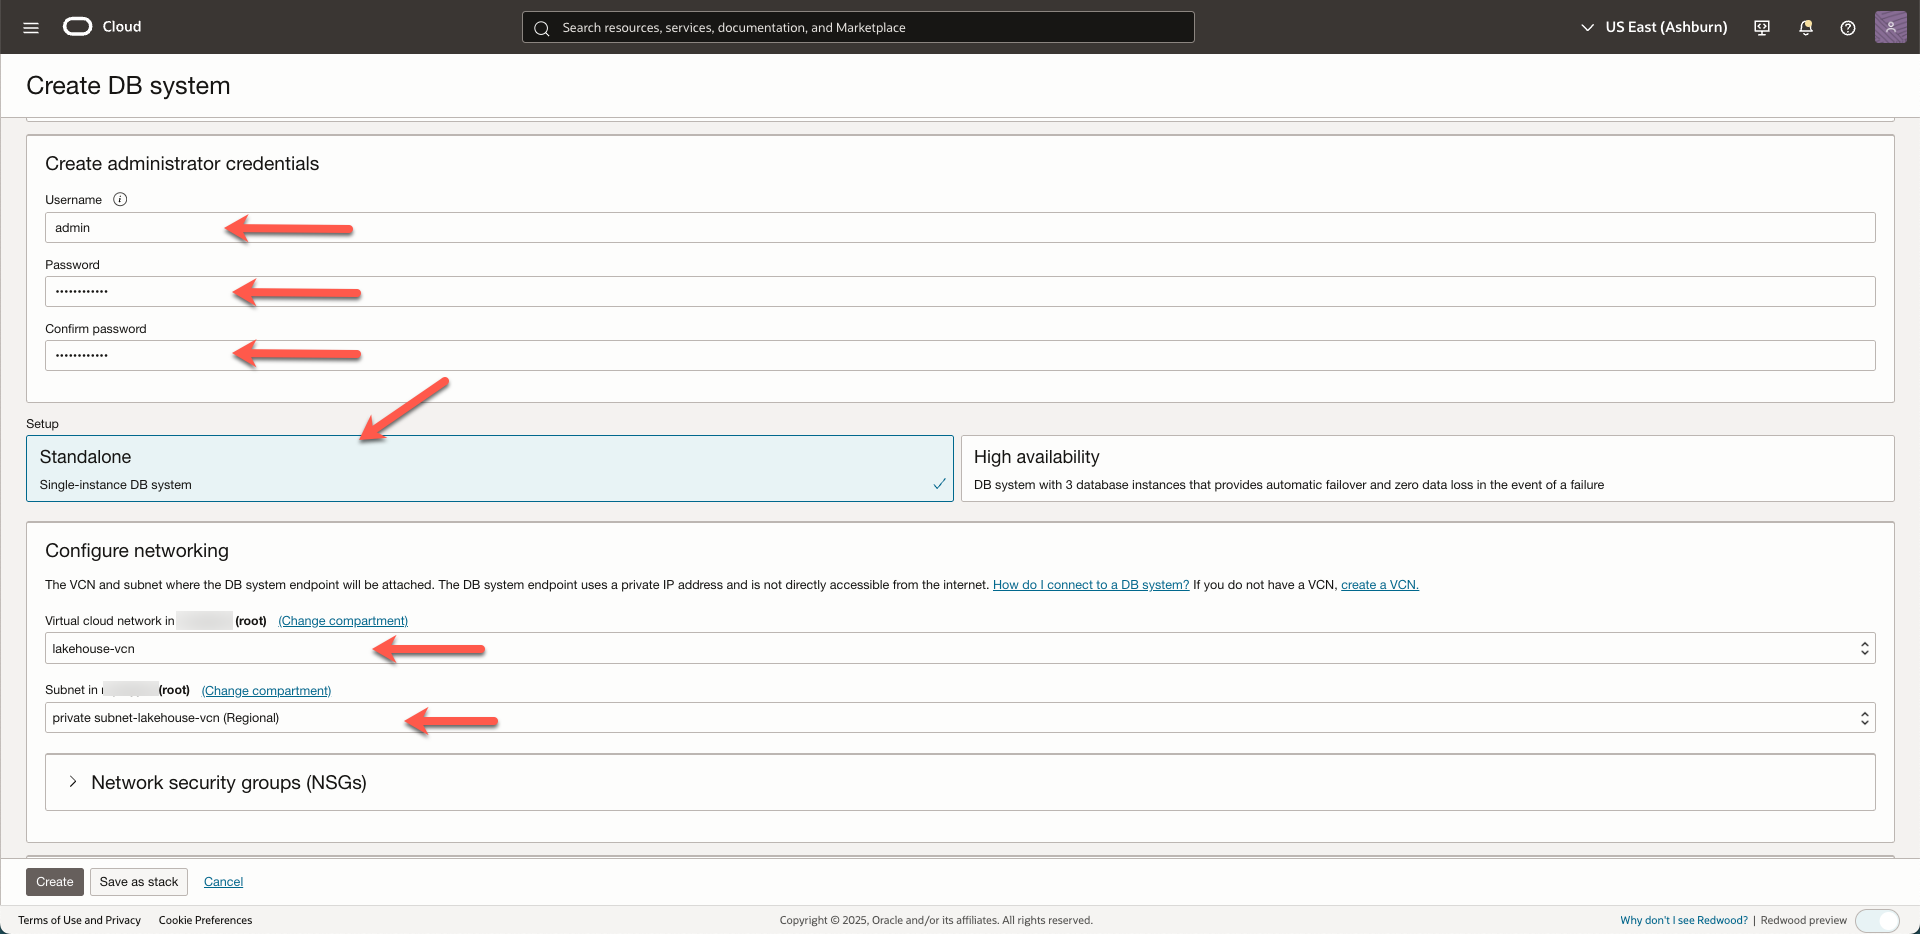 Cloud
Search resources, services, documentation, and Marketplace
US East (Ashburn)
Create DB system
Create administrator credentials
Username
admin
Password
••••••••••••
Confirm password
••••••••••••
Setup
Standalone
Single-instance DB system
High availability
DB system with 3 database instances that provides automatic failover and zero data loss in the event of a failure
Configure networking
The VCN and subnet where the DB system endpoint will be attached. The DB system endpoint uses a private IP address and is not directly accessible from the internet. How do I connect to a DB system? If you do not have a VCN, create a VCN.
Virtual cloud network in (root) (Change compartment)
lakehouse-vcn
Subnet in (root) (Change compartment)
private subnet-lakehouse-vcn (Regional)
Network security groups (NSGs)
Create Save as stack Cancel
Terms of Use and Privacy Cookie Preferences Copyright © 2025, Oracle and/or its affiliates. All rights reserved. Why don't I see Redwood? | Redwood preview